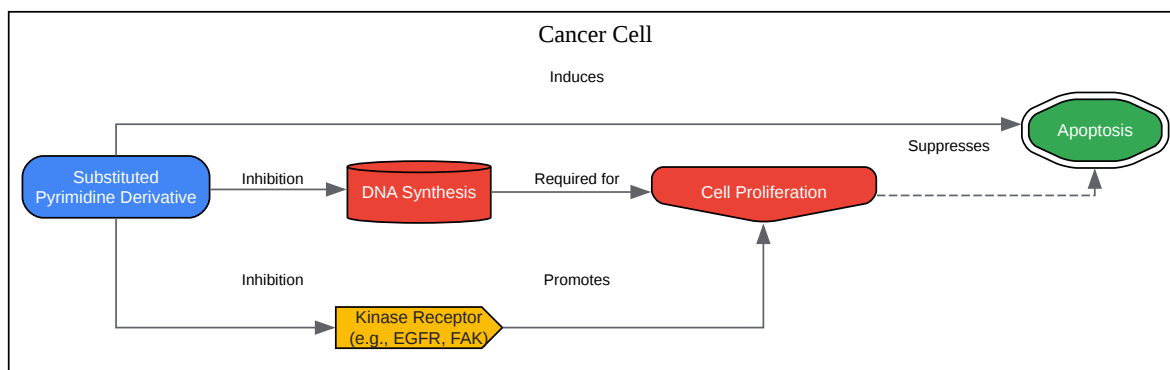 Cancer Cell
Induces
Apoptosis
Suppresses
Substituted
Pyrimidine Derivative
Inhibition
DNA Synthesis
Required for
Cell Proliferation
Inhibition
Promotes
Kinase Receptor
(e.g., EGFR, FAK)